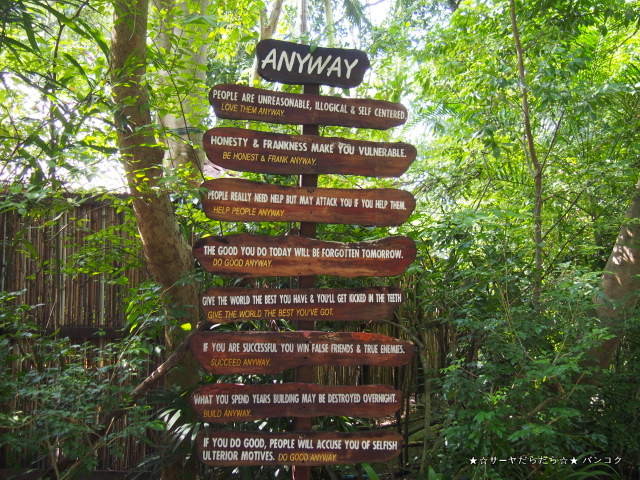 ANYWAY
PEOPLE ARE UNREASONABLE, ILLOGICAL & SELF CENTERED
LOVE THEM ANYWAY
HONESTY & FRANKNESS MAKE YOU VULNERABLE.
BE HONEST & FRANK ANYWAY.
PEOPLE REALLY NEED HELP BUT MAY ATTACK YOU IF YOU HELP THEM.
HELP PEOPLE ANYWAY.
THE GOOD YOU DO TODAY WILL BE FORGOTTEN TOMORROW.
DO GOOD ANYWAY.
GIVE THE WORLD THE BEST YOU HAVE & YOU'LL GET KICKED IN THE TEETH
GIVE THE WORLD THE BEST YOU'VE GOT.
IF YOU ARE SUCCESSFUL YOU WIN FALSE FRIENDS & TRUE ENEMIES.
SUCCEED ANYWAY.
WHAT YOU SPEND YEARS BUILDING MAY BE DESTROYED OVERNIGHT.
BUILD ANYWAY.
IF YOU DO GOOD, PEOPLE WILL ACCUSE YOU OF SELFISH
ULTERIOR MOTIVES. DO GOOD ANYWAY.
★☆サーヤだらだら☆★ バンコク